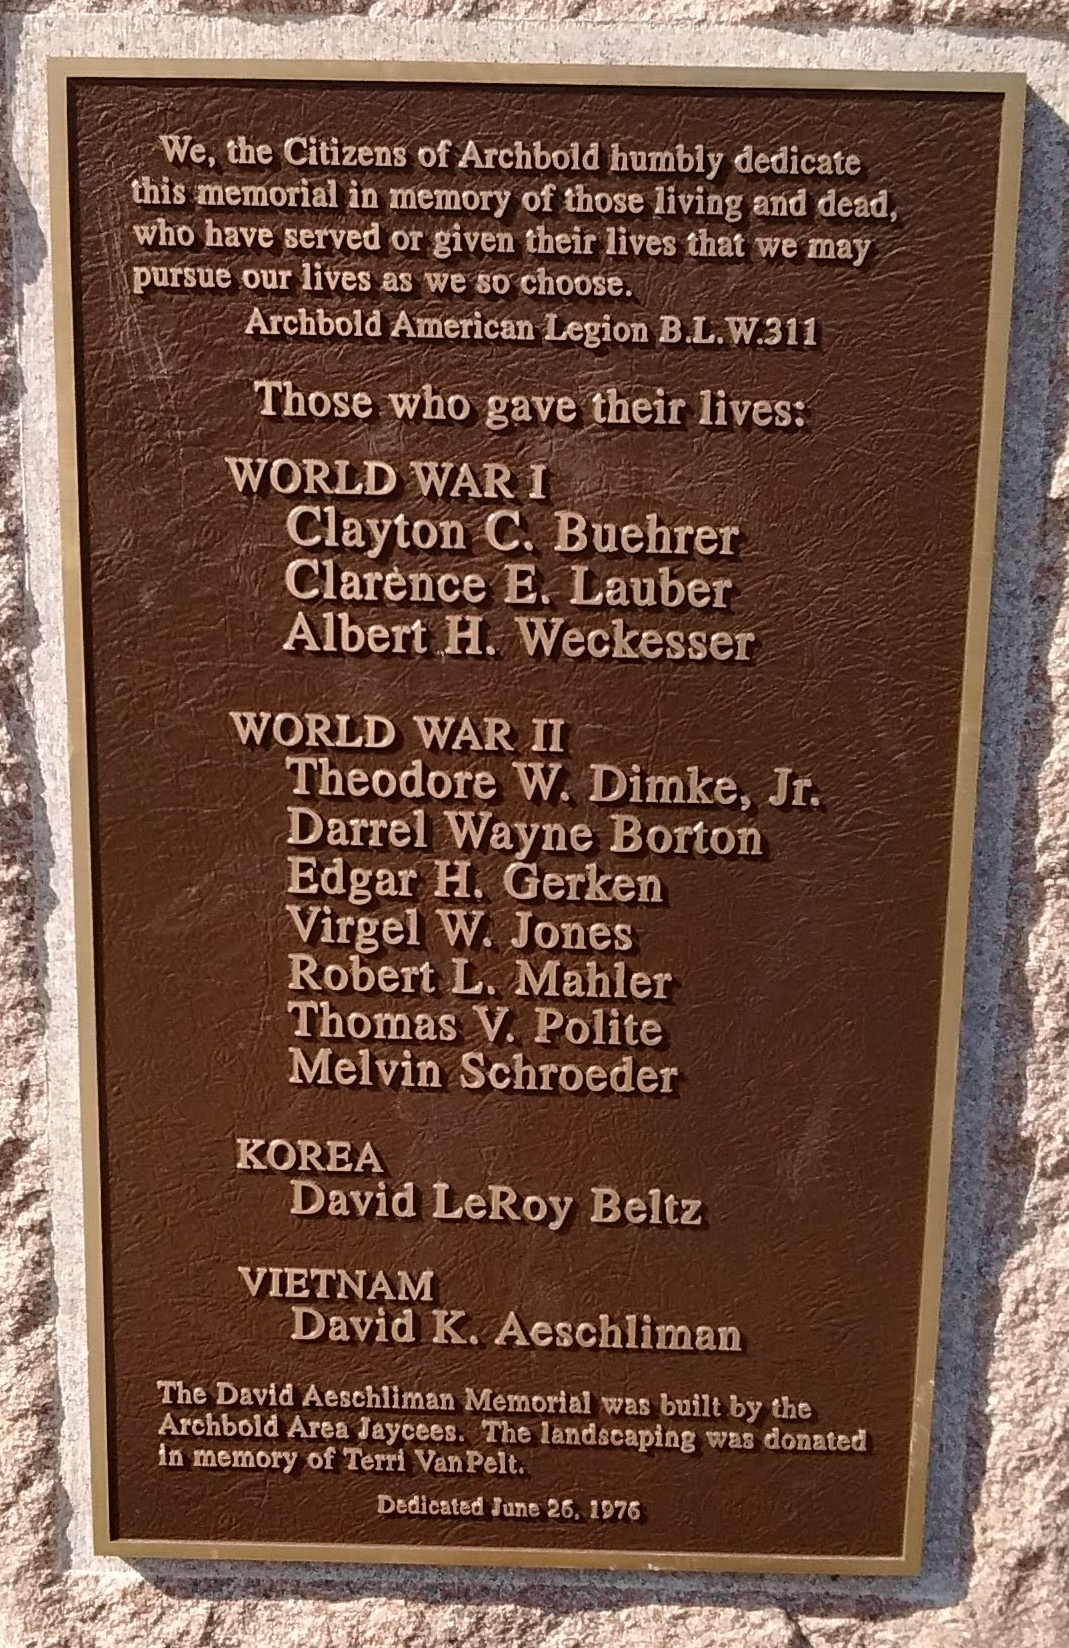 We, the Citizens of Archbold humbly dedicate
this memorial in memory of those living and dead,
who have served or given their lives that we may
pursue our lives as we so choose.
Archbold American Legion B.L.W.311
Those who gave their lives:
WORLD WAR I
Clayton C. Buehrer
Clarence E. Lauber
Albert H. Weckesser
WORLD WAR II
Theodore W. Dimke, Jr.
Darrel Wayne Borton
Edgar H. Gerken
Virgel W. Jones
Robert L. Mahler
Thomas V. Polite
Melvin Schroeder
KOREA
David LeRoy Beltz
VIETNAM
David K. Aeschliman
The David Aeschliman Memorial was built by the
Archbold Area Jaycees. The landscaping was donated
in memory of Terri VanPelt.
Dedicated June 26, 1976